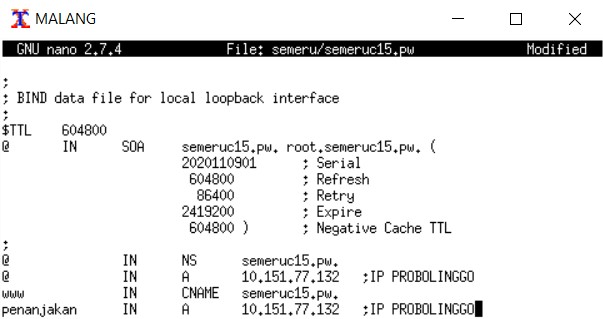 MALANG
GNU nano 2.7.4 File: semeru/semeruc15.pw Modified
;
; BIND data file for local loopback interface
;
$TTL 604800
@ IN SOA semeruc15.pw. root.semeruc15.pw. (
2020110901 ; Serial
604800 ; Refresh
86400 ; Retry
2419200 ; Expire
604800 ) ; Negative Cache TTL
;
@ IN NS semeruc15.pw.
@ IN A 10.151.77.132 ;IP PROBOLINGGO
www IN CNAME semeruc15.pw.
penanjakan IN A 10.151.77.132 ;IP PROBOLINGGO